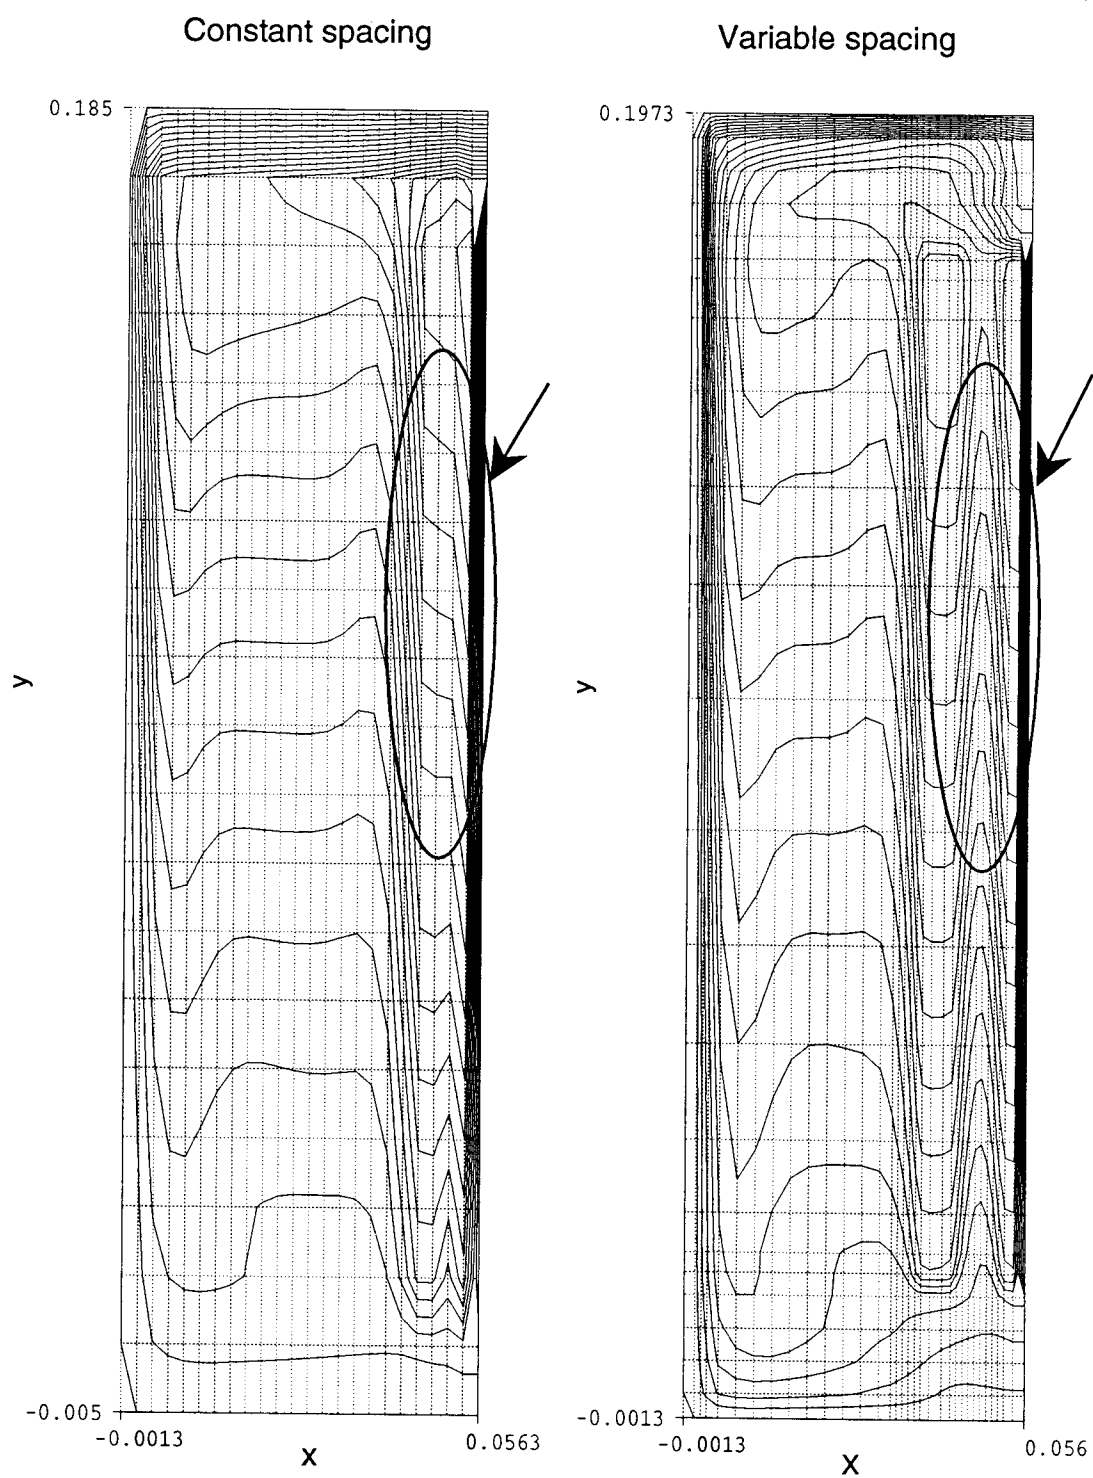 Constant spacing
Variable spacing
0.185
0.1973
y
y
-0.005
-0.0013
-0.0013
0.0563
-0.0013
0.056
X
X